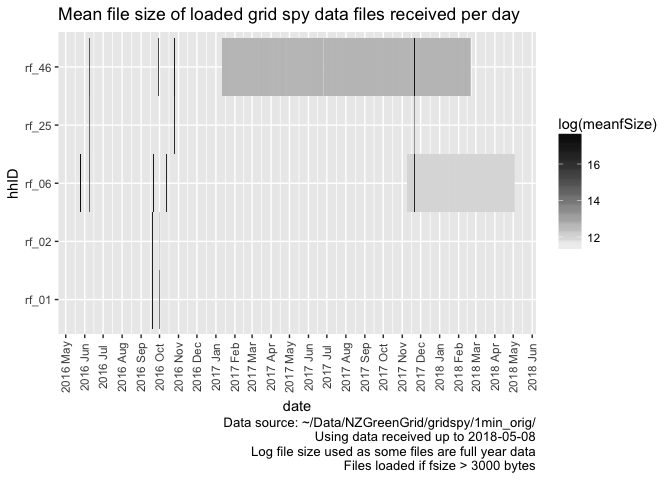 Mean file size of loaded grid spy data files received per day
rf_46
rf_25
rf_06
rf_02
rf_01
hhID
log(meanfSize)
16
14
12
2016 May
2016 Jun
2016 Jul
2016 Aug
2016 Sep
2016 Oct
2016 Nov
2016 Dec
2017 Jan
2017 Feb
2017 Mar
2017 Apr
2017 May
2017 Jun
2017 Jul
2017 Aug
2017 Sep
2017 Oct
2017 Nov
2017 Dec
2018 Jan
2018 Feb
2018 Mar
2018 Apr
2018 May
2018 Jun
date
Data source: ~/Data/NZGreenGrid/gridspy/1min_orig/
Using data received up to 2018-05-08
Log file size used as some files are full year data
Files loaded if fsize > 3000 bytes